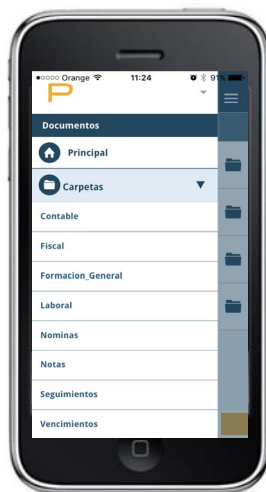 ●○○○○ Orange 11:24 91%
P
Documentos
Principal
Carpetas
Contable
Fiscal
Formacion_General
Laboral
Nominas
Notas
Seguimientos
Vencimientos